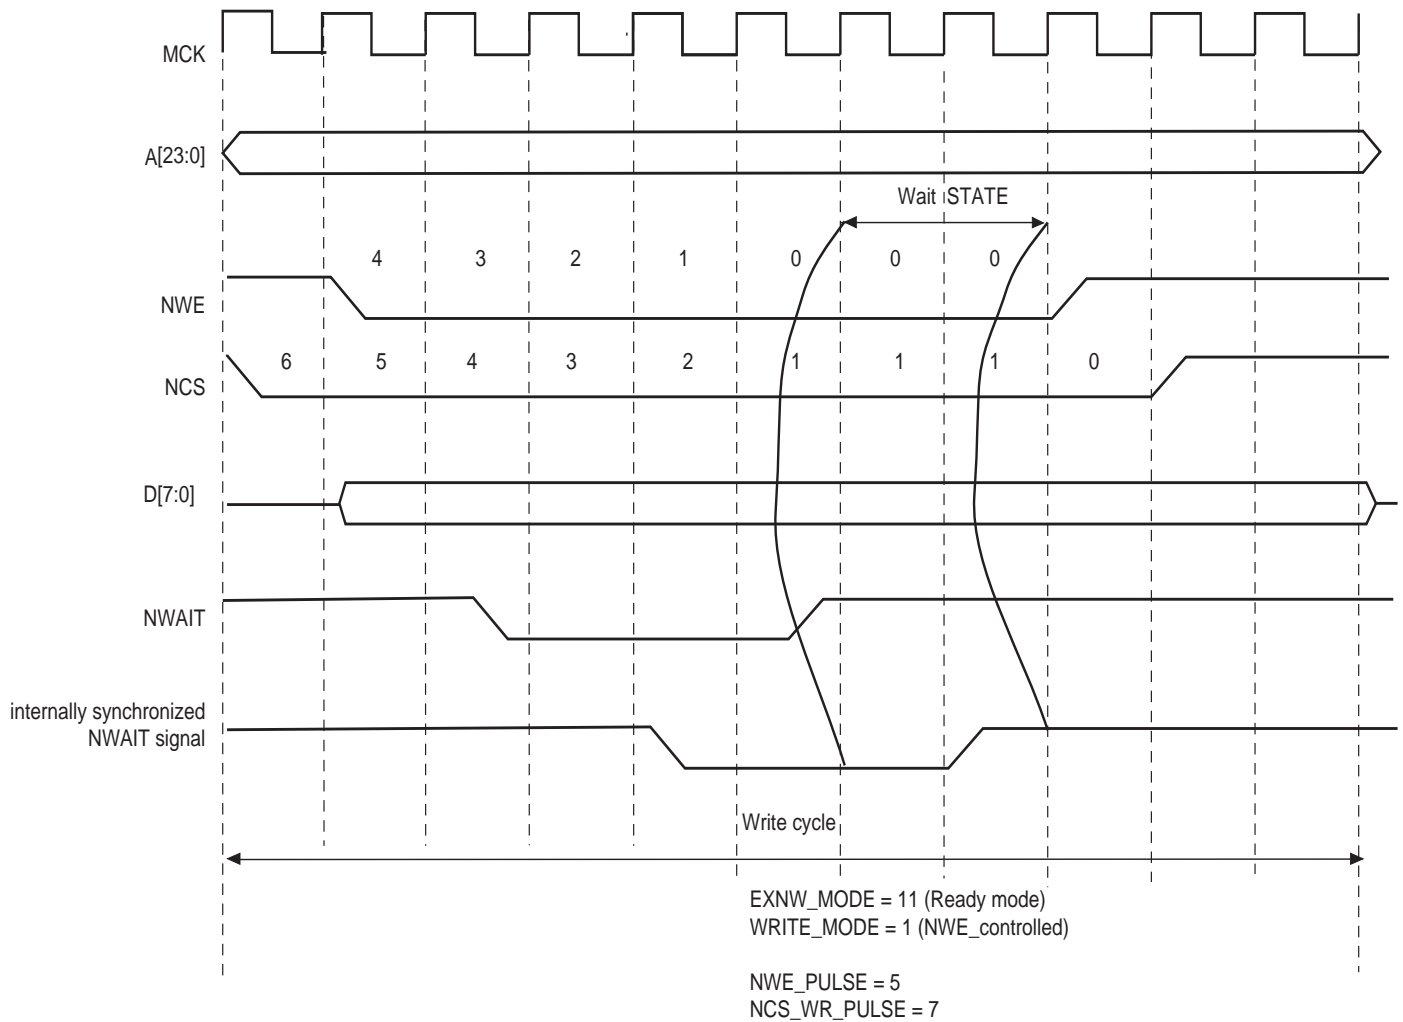 MCK
A[23:0]
Wait STATE
4 3 2 1 0 0 0
NWE
6 5 4 3 2 1 1 1 0
NCS
D[7:0]
NWAIT
internally synchronized
NWAIT signal
Write cycle
EXNW_MODE = 11 (Ready mode)
WRITE_MODE = 1 (NWE_controlled)
NWE_PULSE = 5
NCS_WR_PULSE = 7